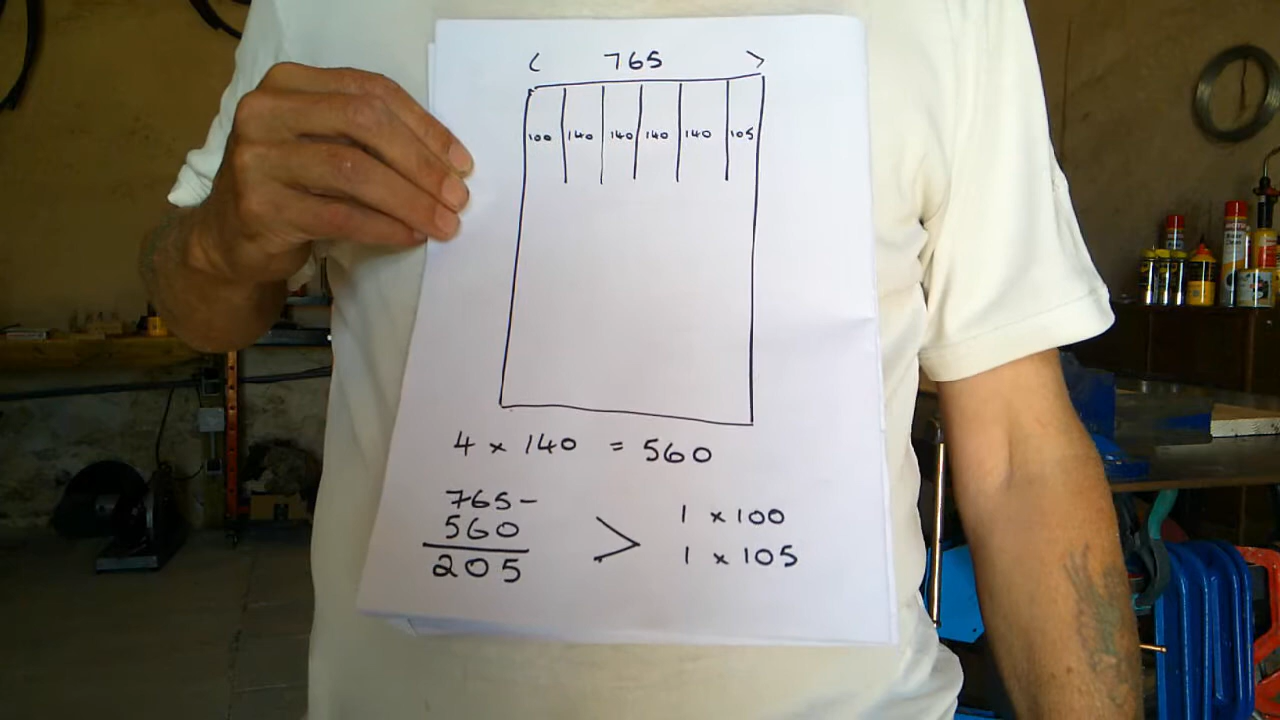 < 765 >
100 140 140 140 140 105
4 × 140 = 560
765-
560
205
> 1 × 100
1 × 105